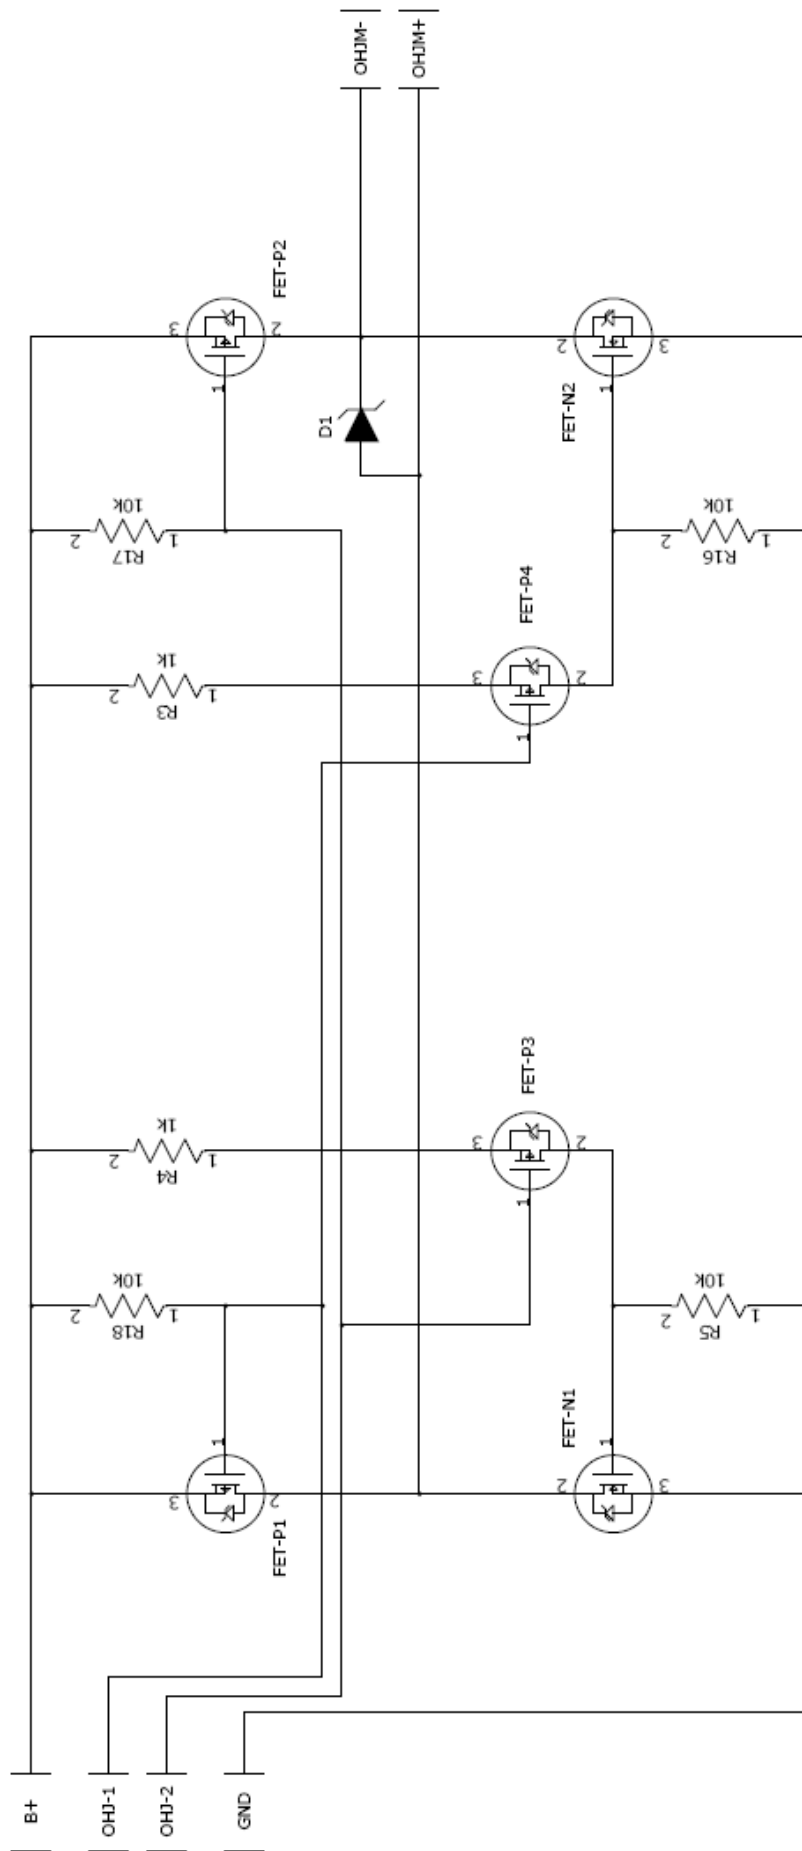 OHJM-
OHJM+
3
FET-P2
2
1
D1
2
FET-N2
3
1
10k
2
1
R17
10k
2
1
R16
FET-P4
3
2
1
1k
2
1
R3
FET-P3
3
2
1
1k
2
1
R4
10k
2
1
R18
10k
2
1
R5
FET-N1
1
2
3
1
3
2
FET-P1
B+
OHJ-1
OHJ-2
GND